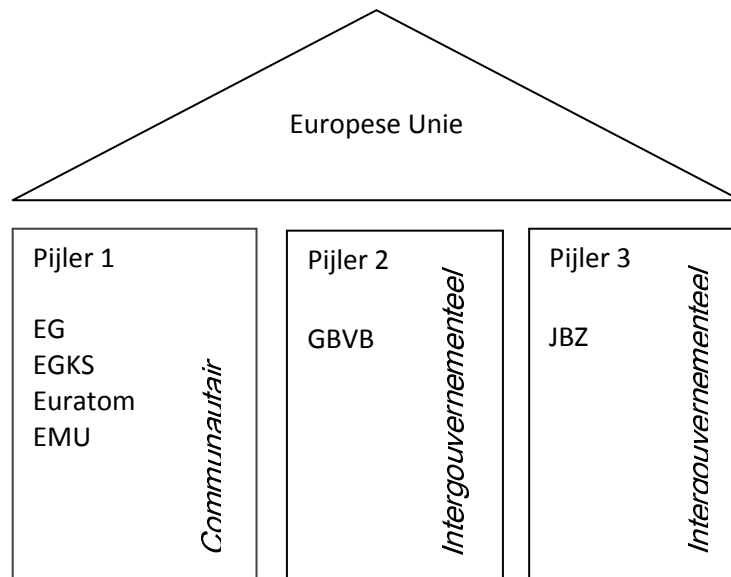 Europese Unie
Pijler 1
EG
EGKS
Euratom
EMU
Communautair
Pijler 2
GBVB
Intergouvernementeel
Pijler 3
JBZ
Intergouvernementeel